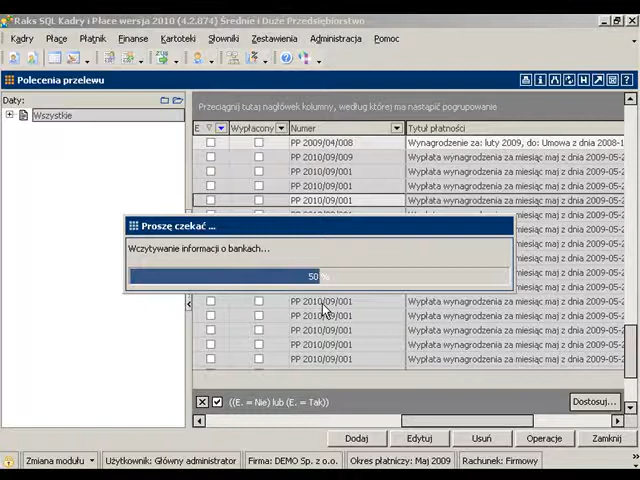 Raks SQL Kadry i Płace wersja 2010 (4.2.874) Średnie i Duże Przedsiębiorstwo
Kadry Płace Płatnik Finanse Kartoteki Słowniki Zestawienia Administracja Pomoc
Polecenia przelewu
Daty:
Wszystkie
Przeciągnij tutaj nagłówek kolumny, według której ma nastąpić pogrupowanie
E Wypłacony Numer Tytuł płatności
PP 2009/04/008 Wynagrodzenie za: luty 2009, do: Umowa z dnia 2008-1
PP 2010/09/009 Wypłata wynagrodzenia za miesiąc maj z dnia 2009-05-2
PP 2010/09/001 Wypłata wynagrodzenia za miesiąc maj z dnia 2009-05-2
PP 2010/09/001 Wypłata wynagrodzenia za miesiąc maj z dnia 2009-05-2
PP 2010/09/001 Wypłata wynagrodzenia za miesiąc maj z dnia 2009-05-2
Proszę czekać ...
Wczytywanie informacji o bankach...
50 %
PP 2010/09/001 Wypłata wynagrodzenia za miesiąc maj z dnia 2009-05-2
PP 2010/09/001 Wypłata wynagrodzenia za miesiąc maj z dnia 2009-05-2
PP 2010/09/001 Wypłata wynagrodzenia za miesiąc maj z dnia 2009-05-2
PP 2010/09/001 Wypłata wynagrodzenia za miesiąc maj z dnia 2009-05-2
PP 2010/09/001 Wypłata wynagrodzenia za miesiąc maj z dnia 2009-05-2
((E. = Nie) lub (E. = Tak))
Dostosuj...
Dodaj Edytuj Usuń Operacje Zamknij
Zmiana modułu Użytkownik: Główny administrator Firma: DEMO Sp. z o.o. Okres płatniczy: Maj 2009 Rachunek: Firmowy